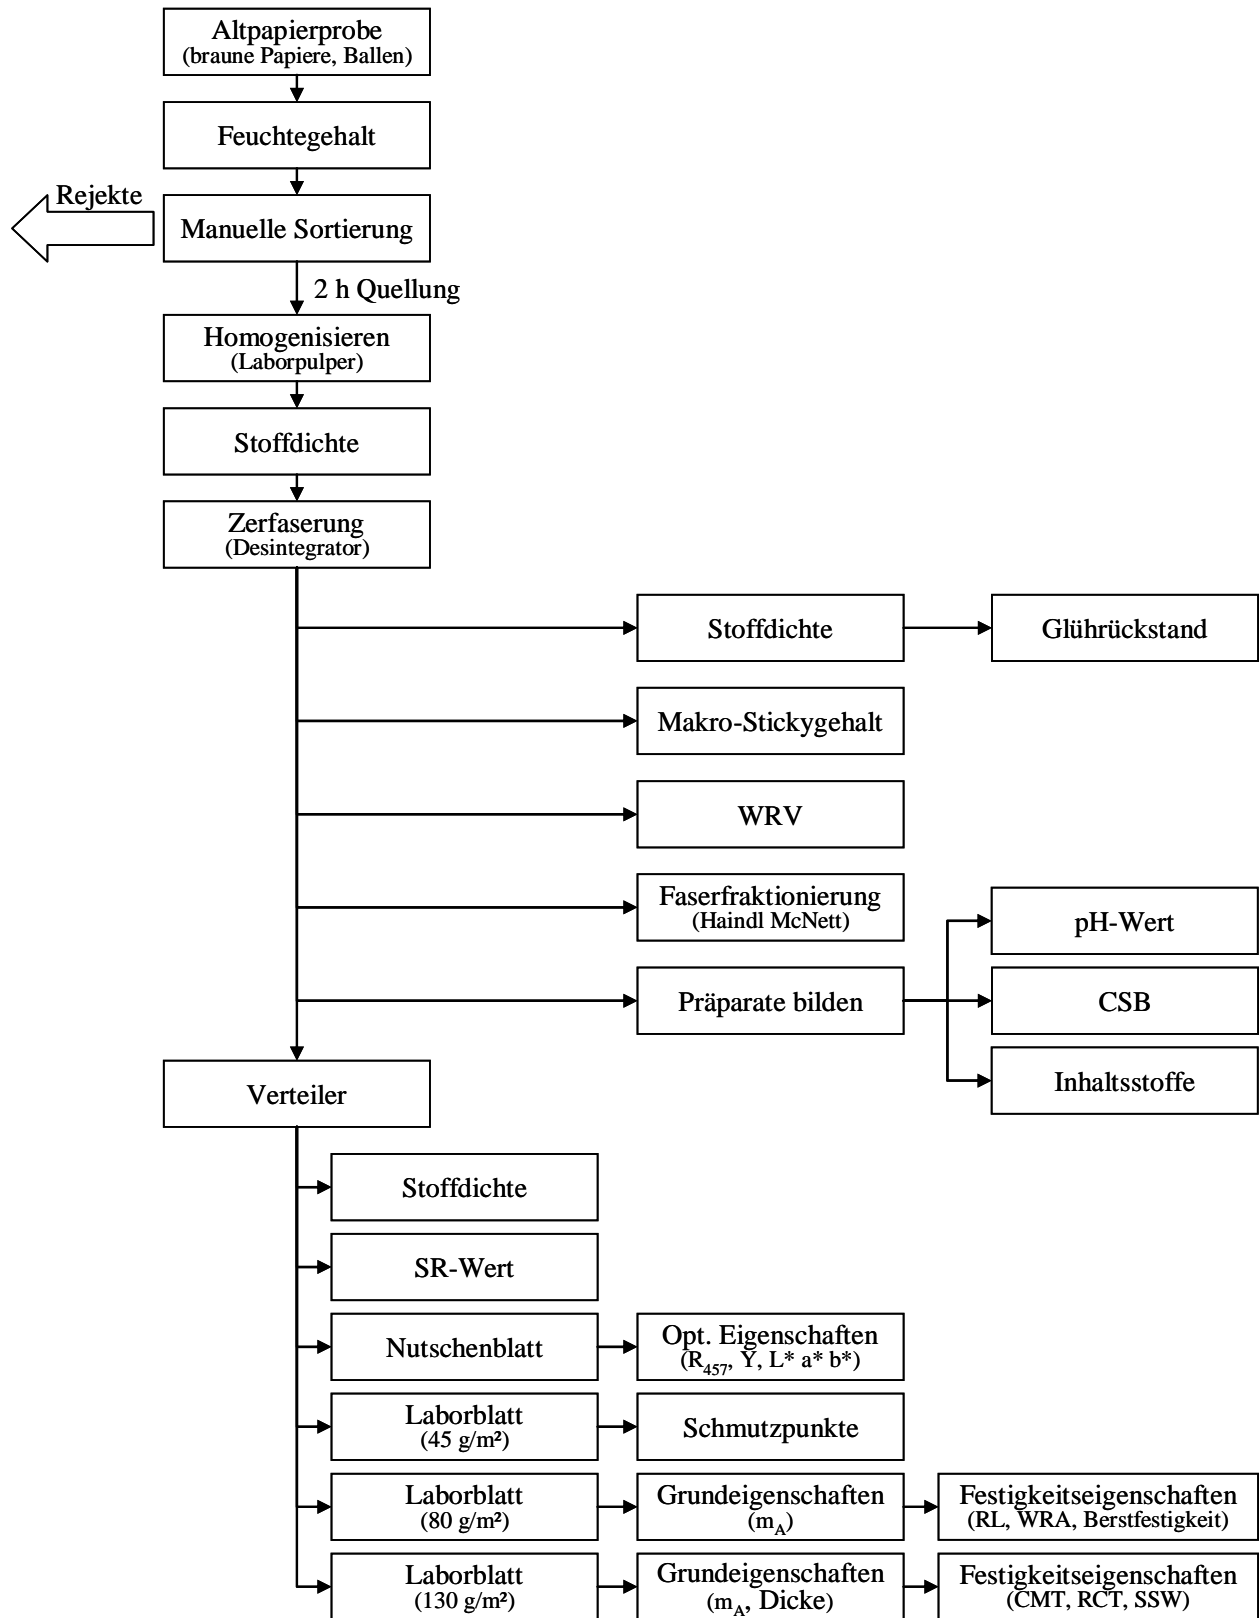 Altpapierprobe
(braune Papiere, Ballen)
Feuchtegehalt
Rejekte
Manuelle Sortierung
2 h Quellung
Homogenisieren
(Laborpulper)
Stoffdichte
Zerfaserung
(Desintegrator)
Stoffdichte
Glührückstand
Makro-Stickygehalt
WRV
Faserfraktionierung
(Haindl McNett)
pH-Wert
Präparate bilden
CSB
Inhaltsstoffe
Verteiler
Stoffdichte
SR-Wert
Nutschenblatt
Opt. Eigenschaften
(R457, Y, L* a* b*)
Laborblatt
(45 g/m²)
Schmutzpunkte
Laborblatt
(80 g/m²)
Grundeigenschaften
(mA)
Festigkeitseigenschaften
(RL, WRA, Berstfestigkeit)
Laborblatt
(130 g/m²)
Grundeigenschaften
(mA, Dicke)
Festigkeitseigenschaften
(CMT, RCT, SSW)